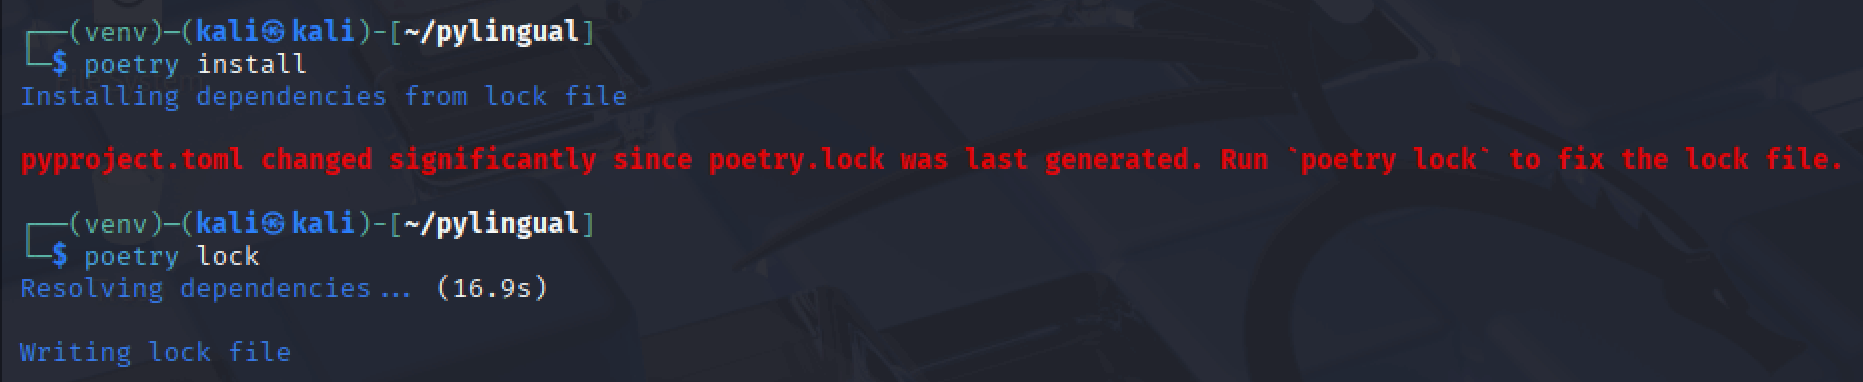 ┌──(venv)─(kali㉿kali)-[~/pylingual]
└─$ poetry install
Installing dependencies from lock file
pyproject.toml changed significantly since poetry.lock was last generated. Run `poetry lock` to fix the lock file.
┌──(venv)─(kali㉿kali)-[~/pylingual]
└─$ poetry lock
Resolving dependencies... (16.9s)
Writing lock file